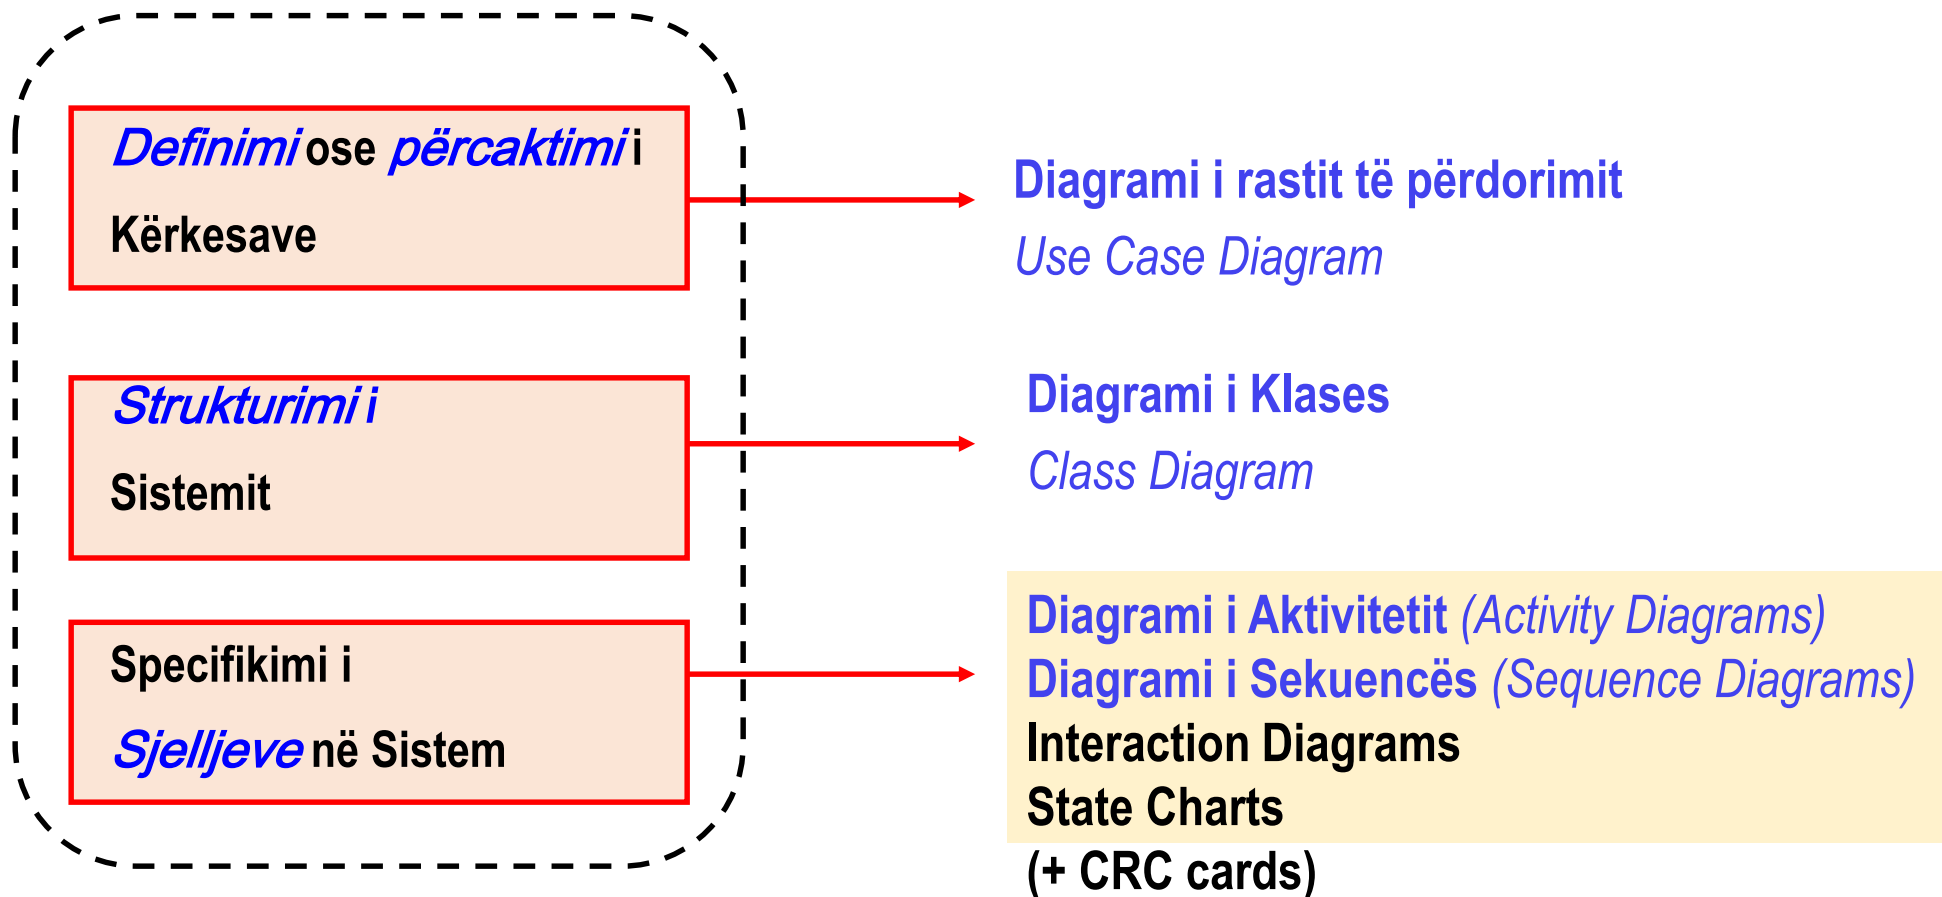 Definimi ose përcaktimi i
Kërkesave
Diagrami i rastit të përdorimit
Use Case Diagram
Strukturimi i
Sistemit
Diagrami i Klases
Class Diagram
Specifikimi i
Sjelljeve në Sistem
Diagrami i Aktivitetit (Activity Diagrams)
Diagrami i Sekuencës (Sequence Diagrams)
Interaction Diagrams
State Charts
(+ CRC cards)